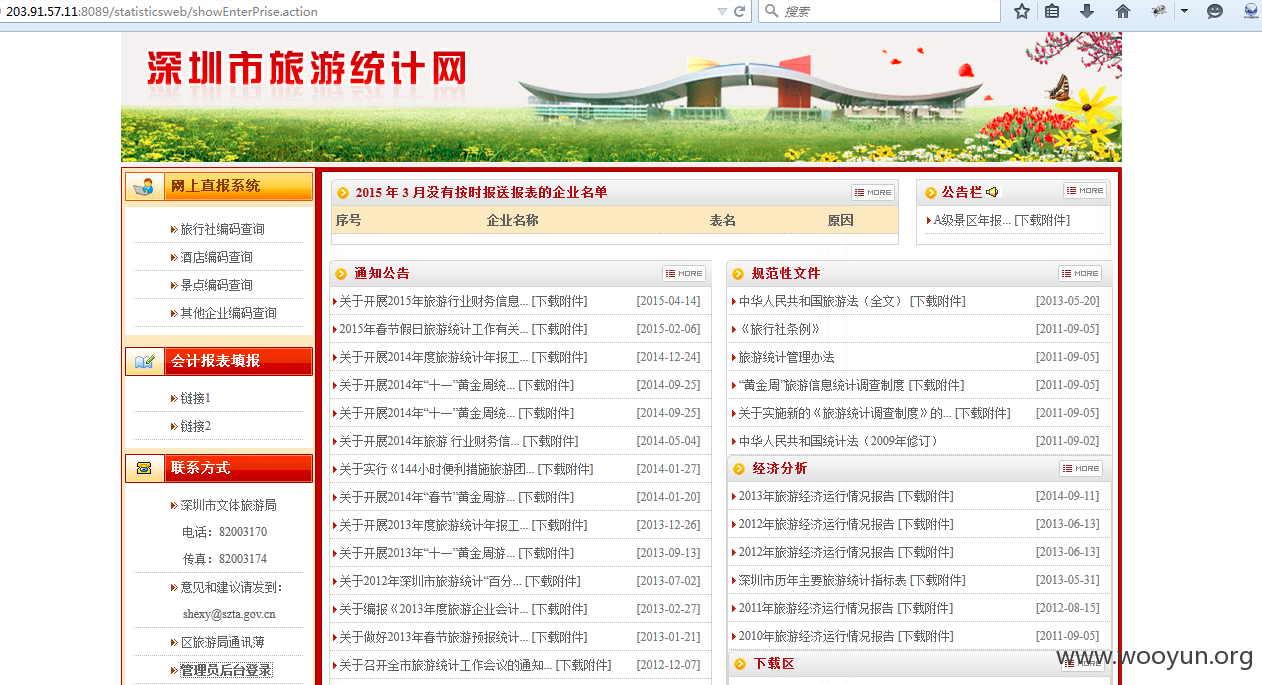 203.91.57.11:8089/statisticsweb/showEnterPrise.action
搜索
深圳市旅游统计网
网上直报系统
旅行社编码查询
酒店编码查询
景点编码查询
其他企业编码查询
会计报表填报
链接1
链接2
联系方式
深圳市文体旅游局
电话：82003170
传真：82003174
意见和建议请发到：
shexy@szta.gov.cn
区旅游局通讯薄
管理员后台登录
2015 年 3 月没有按时报送报表的企业名单 MORE
序号 企业名称 表名 原因
公告栏 MORE
A级景区年报... [下载附件]
通知公告 MORE
关于开展2015年旅游行业财务信息... [下载附件] [2015-04-14]
2015年春节假日旅游统计工作有关... [下载附件] [2015-02-06]
关于开展2014年度旅游统计年报工... [下载附件] [2014-12-24]
关于开展2014年“十一”黄金周统... [下载附件] [2014-09-25]
关于开展2014年“十一”黄金周统... [下载附件] [2014-09-25]
关于开展2014年旅游 行业财务信... [下载附件] [2014-05-04]
关于实行《144小时便利措施旅游团... [下载附件] [2014-01-27]
关于开展2014年“春节”黄金周游... [下载附件] [2014-01-20]
关于开展2013年度旅游统计年报工... [下载附件] [2013-12-26]
关于开展2013年“十一”黄金周游... [下载附件] [2013-09-13]
关于2012年深圳市旅游统计“百分... [下载附件] [2013-07-02]
关于编报《2013年度旅游企业会计... [下载附件] [2013-02-27]
关于做好2013年春节旅游预报统计... [下载附件] [2013-01-21]
关于召开全市旅游统计工作会议的通知... [下载附件] [2012-12-07]
规范性文件 MORE
中华人民共和国旅游法（全文） [下载附件] [2013-05-20]
《旅行社条例》 [2011-09-05]
旅游统计管理办法 [2011-09-05]
“黄金周”旅游信息统计调查制度 [下载附件] [2011-09-05]
关于实施新的《旅游统计调查制度》的... [下载附件] [2011-09-05]
中华人民共和国统计法（2009年修订） [2011-09-02]
经济分析 MORE
2013年旅游经济运行情况报告 [下载附件] [2014-09-11]
2012年旅游经济运行情况报告 [下载附件] [2013-06-13]
2012年旅游经济运行情况报告 [下载附件] [2013-06-13]
深圳市历年主要旅游统计指标表 [下载附件] [2013-05-31]
2011年旅游经济运行情况报告 [下载附件] [2012-08-15]
2010年旅游经济运行情况报告 [下载附件] [2011-09-05]
下载区 MORE
www.wooyun.org